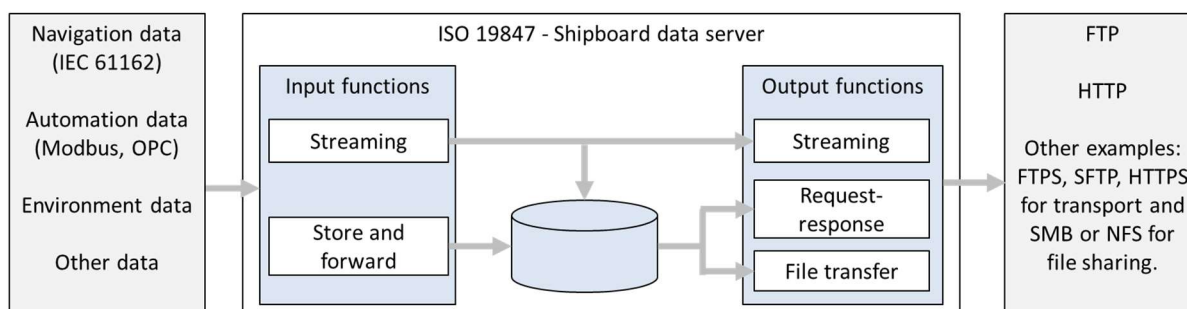 Navigation data
(IEC 61162)
Automation data
(Modbus, OPC)
Environment data
Other data
ISO 19847 - Shipboard data server
Input functions
Streaming
Store and
forward
Output functions
Streaming
Request-
response
File transfer
FTP
HTTP
Other examples:
FTPS, SFTP, HTTPS
for transport and
SMB or NFS for
file sharing.